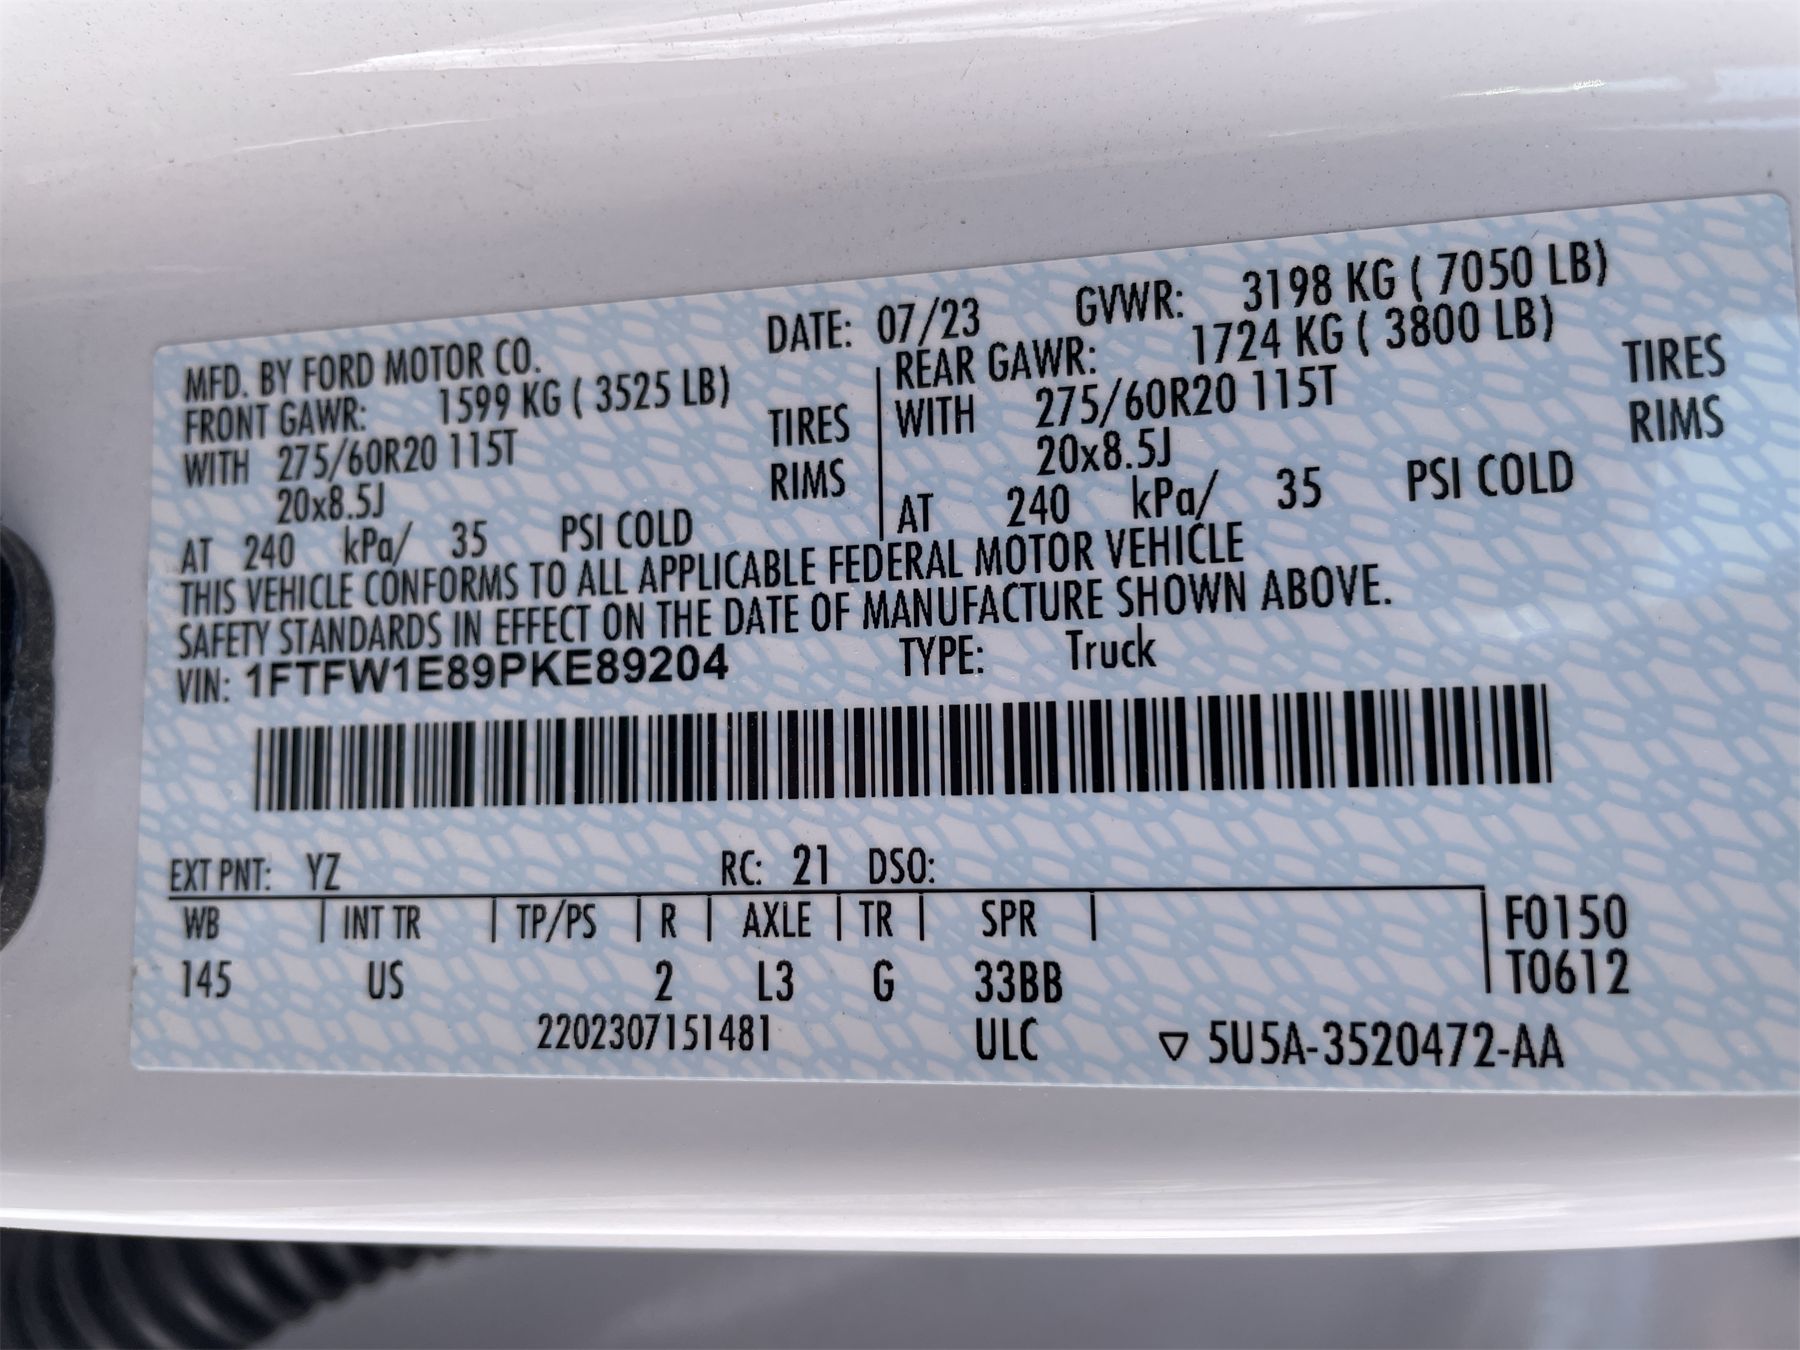 MFD. BY FORD MOTOR CO. DATE: 07/23 GVWR: 3198 KG ( 7050 LB)
FRONT GAWR: 1599 KG ( 3525 LB)
WITH 275/60R20 115T TIRES
20x8.5J RIMS
AT 240 kPa/ 35 PSI COLD
REAR GAWR: 1724 KG ( 3800 LB)
WITH 275/60R20 115T TIRES
20x8.5J RIMS
AT 240 kPa/ 35 PSI COLD
THIS VEHICLE CONFORMS TO ALL APPLICABLE FEDERAL MOTOR VEHICLE
SAFETY STANDARDS IN EFFECT ON THE DATE OF MANUFACTURE SHOWN ABOVE.
VIN: 1FTFW1E89PKE89204 TYPE: Truck
EXT PNT: YZ RC: 21 DSO:
WB | INT TR | TP/PS | R | AXLE | TR | SPR | F0150
145 US 2 L3 G 33BB T0612
2202307151481 ULC ▽ 5U5A-3520472-AA